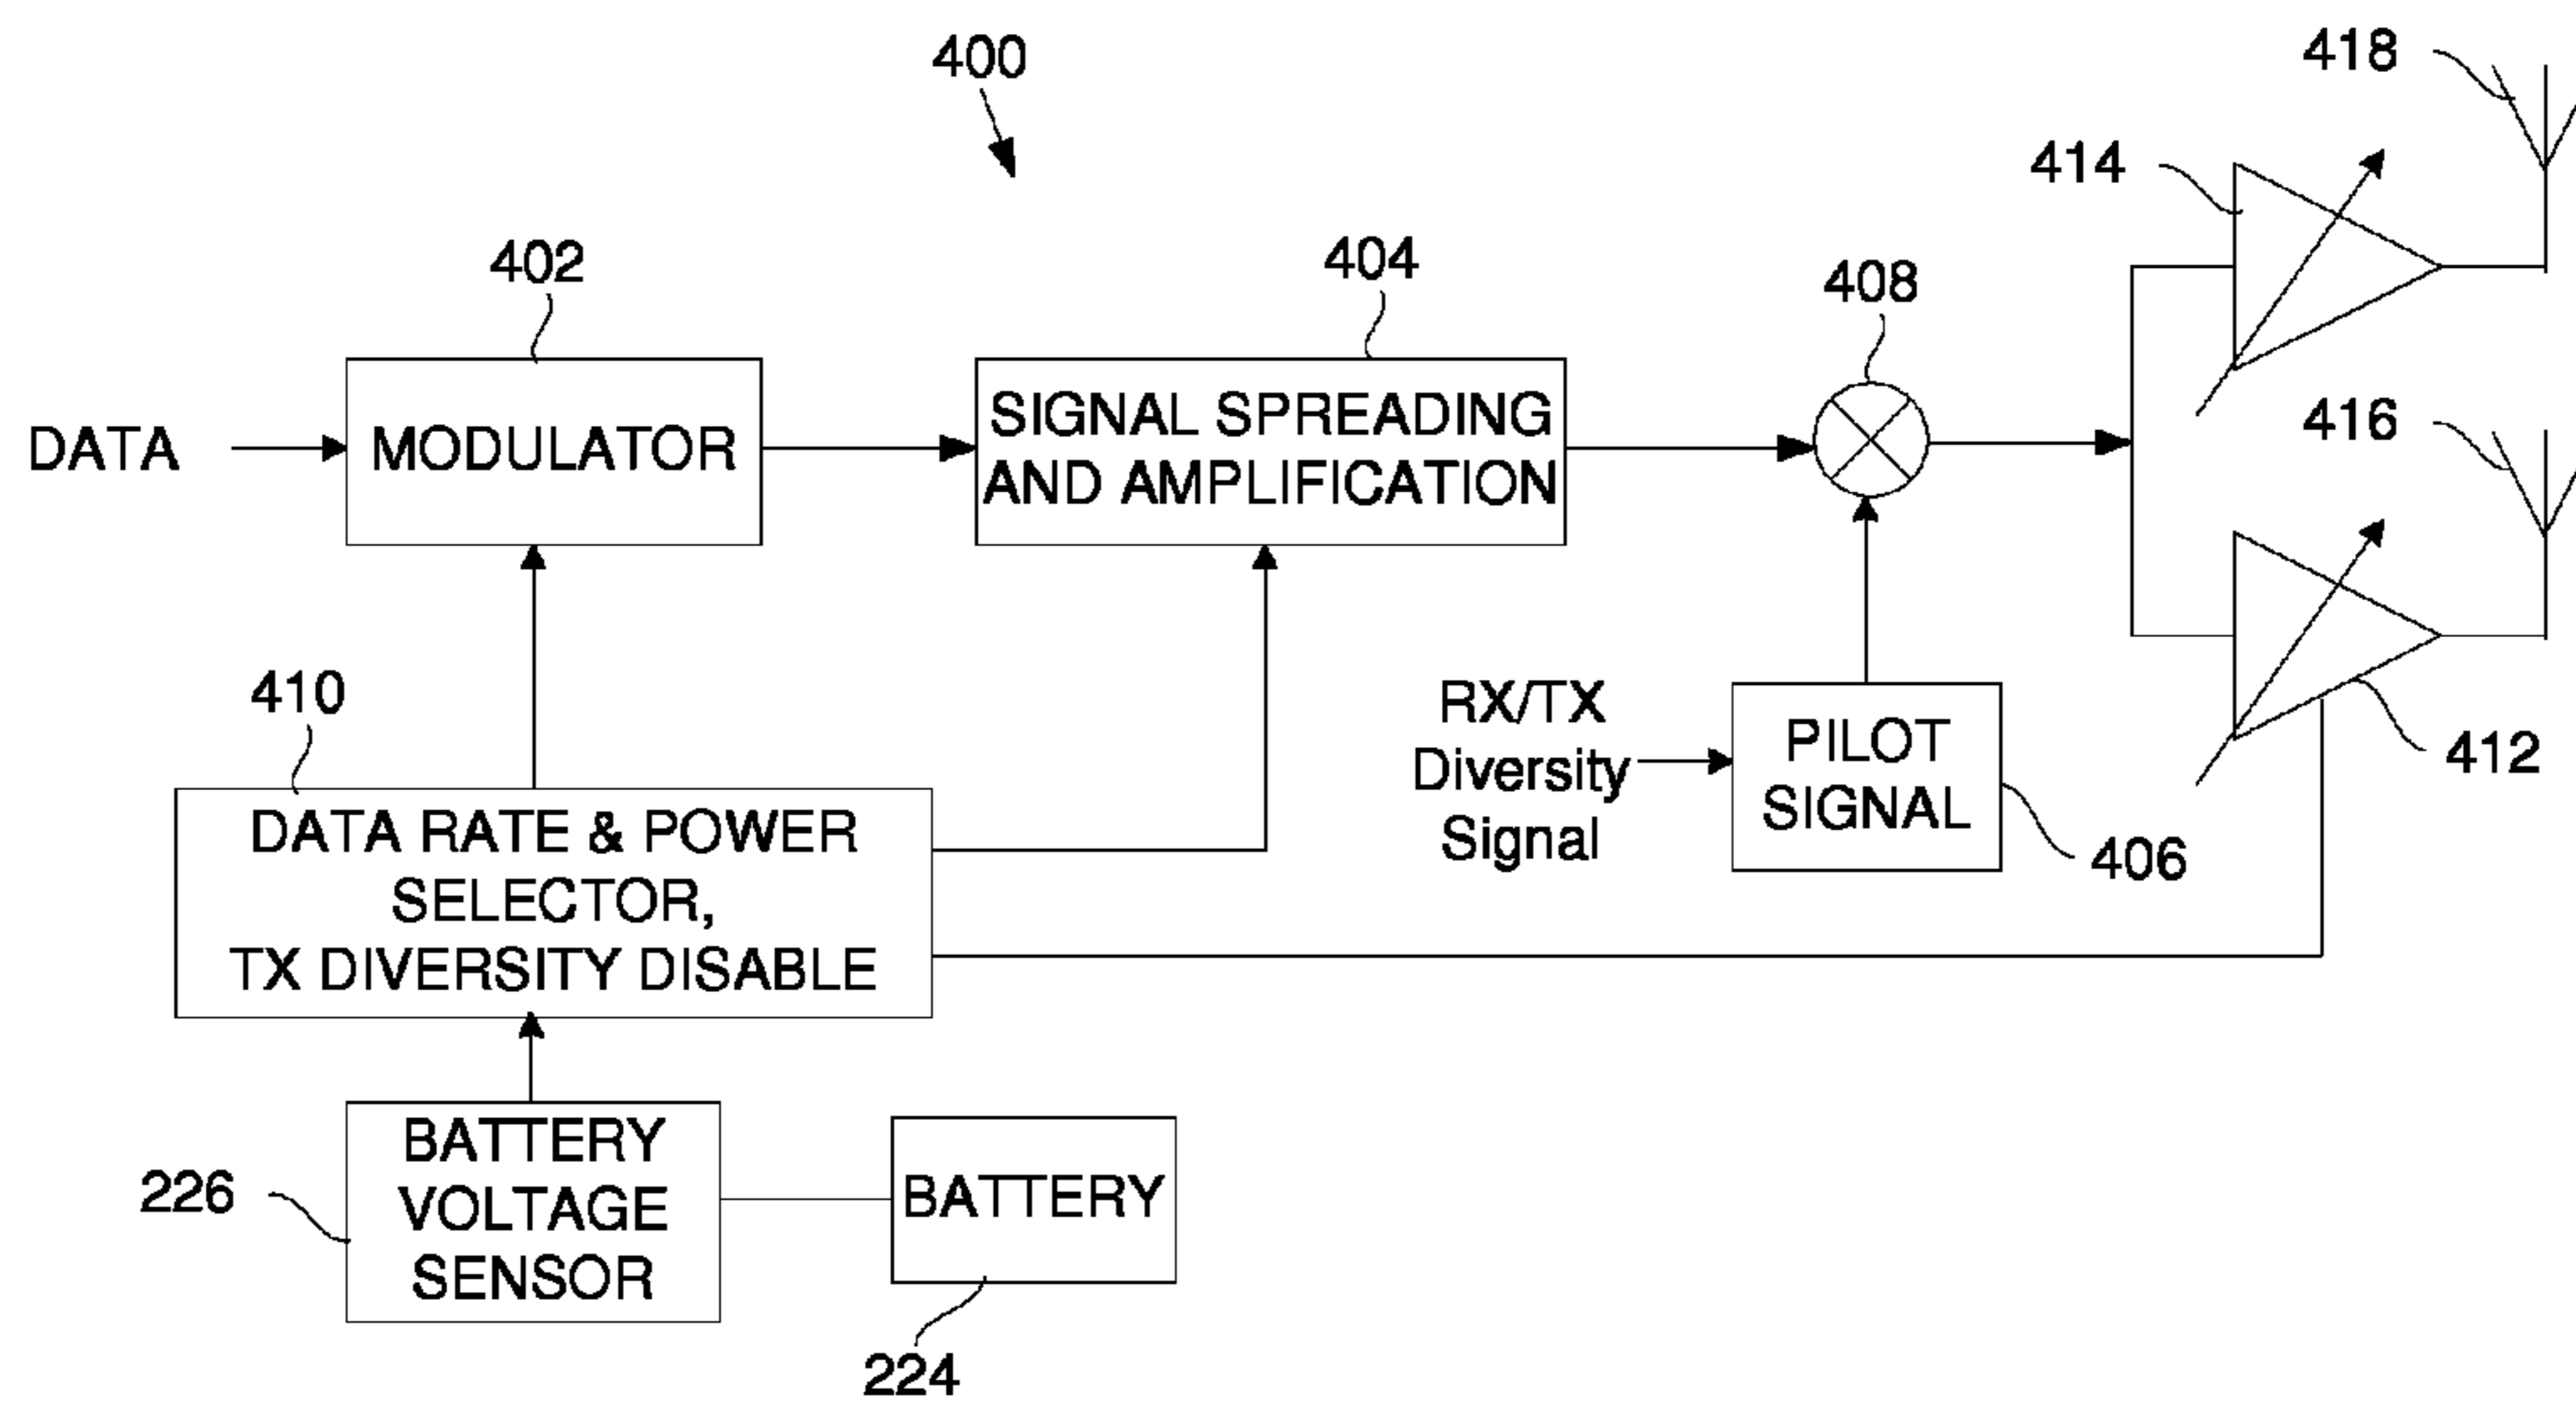 400
418
414
402
404
408
416
DATA
MODULATOR
SIGNAL SPREADING
AND AMPLIFICATION
410
RX/TX
Diversity
Signal
PILOT
SIGNAL
412
406
DATA RATE & POWER
SELECTOR,
TX DIVERSITY DISABLE
226
BATTERY
VOLTAGE
SENSOR
BATTERY
224